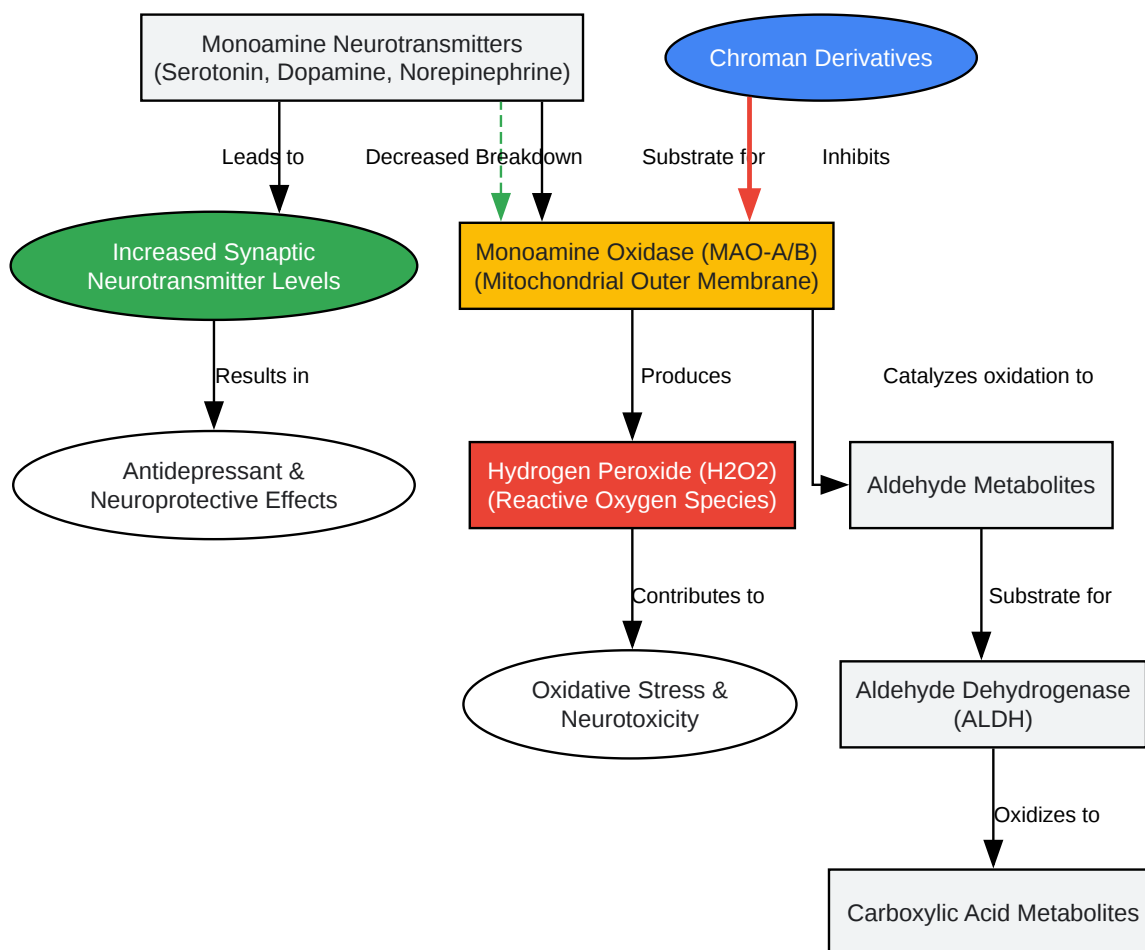 Monoamine Neurotransmitters
(Serotonin, Dopamine, Norepinephrine)
Chroman Derivatives
Leads to
Decreased Breakdown
Substrate for
Inhibits
Increased Synaptic
Neurotransmitter Levels
Monoamine Oxidase (MAO-A/B)
(Mitochondrial Outer Membrane)
Results in
Produces
Catalyzes oxidation to
Antidepressant &
Neuroprotective Effects
Hydrogen Peroxide (H2O2)
(Reactive Oxygen Species)
Aldehyde Metabolites
Contributes to
Substrate for
Oxidative Stress &
Neurotoxicity
Aldehyde Dehydrogenase
(ALDH)
Oxidizes to
Carboxylic Acid Metabolites